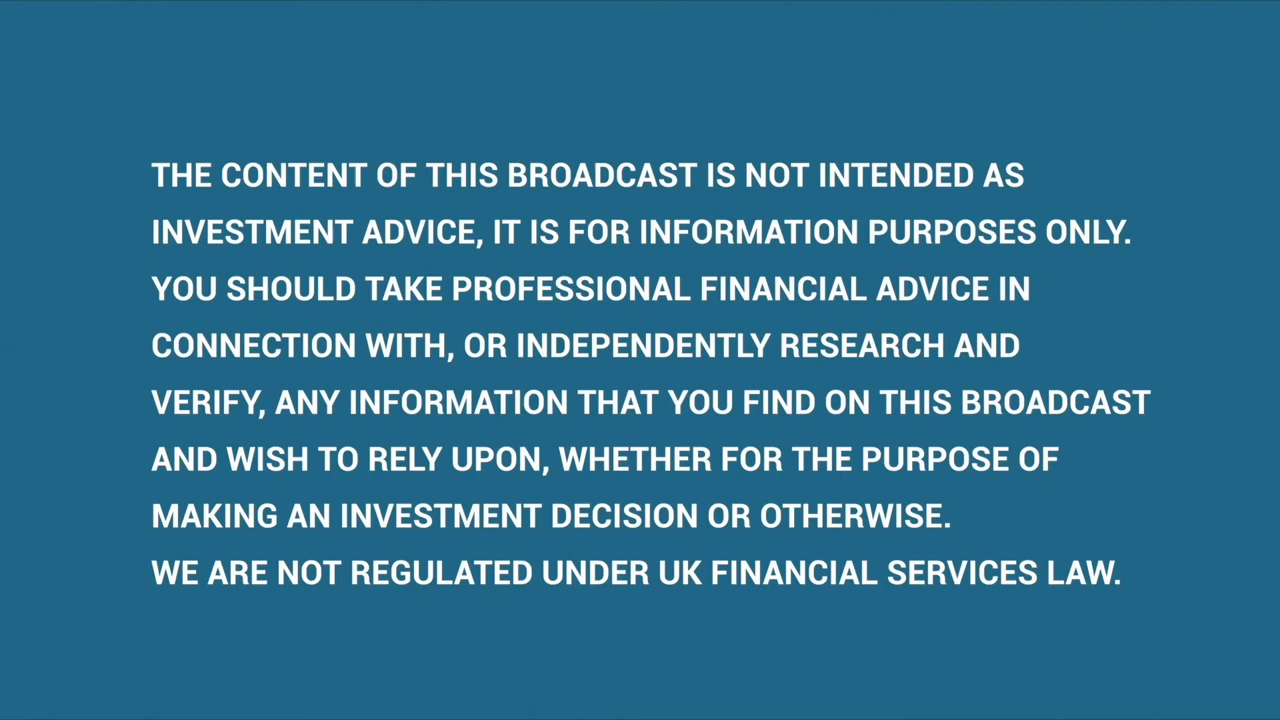 THE CONTENT OF THIS BROADCAST IS NOT INTENDED AS
INVESTMENT ADVICE, IT IS FOR INFORMATION PURPOSES ONLY.
YOU SHOULD TAKE PROFESSIONAL FINANCIAL ADVICE IN
CONNECTION WITH, OR INDEPENDENTLY RESEARCH AND
VERIFY, ANY INFORMATION THAT YOU FIND ON THIS BROADCAST
AND WISH TO RELY UPON, WHETHER FOR THE PURPOSE OF
MAKING AN INVESTMENT DECISION OR OTHERWISE.
WE ARE NOT REGULATED UNDER UK FINANCIAL SERVICES LAW.